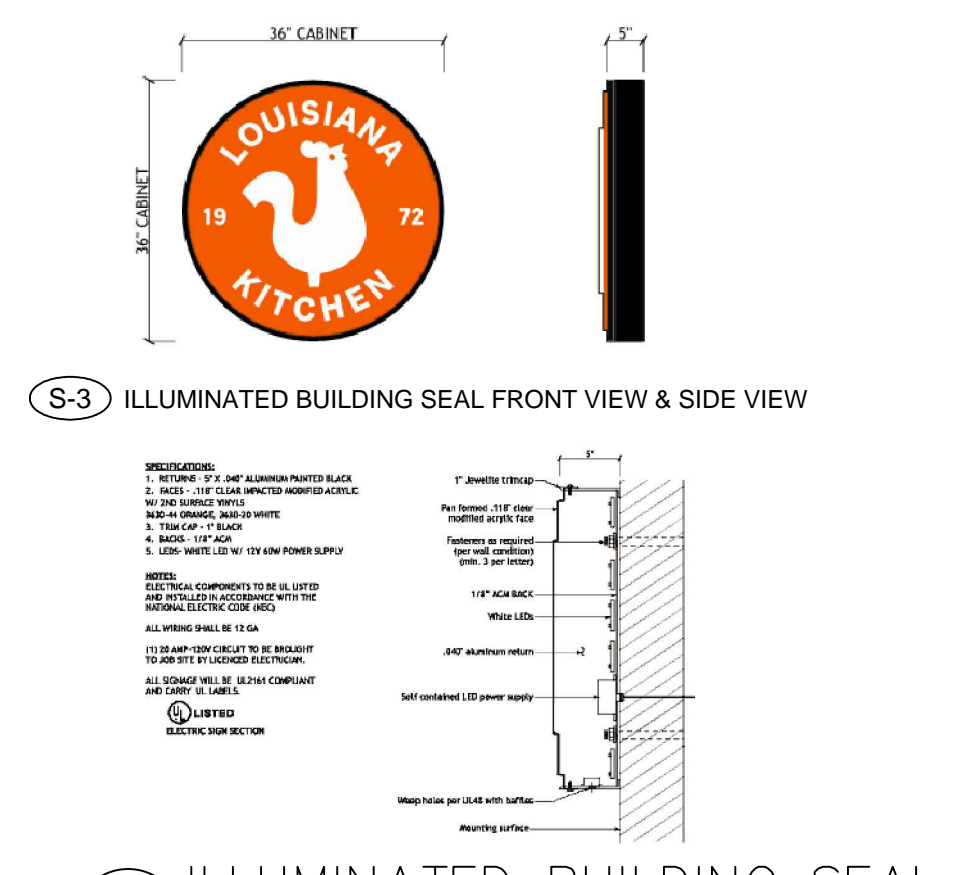 36" CABINET
5"
36" CABINET
LOUISIANA
19 72
KITCHEN
S-3 ILLUMINATED BUILDING SEAL FRONT VIEW & SIDE VIEW
SPECIFICATIONS:
1. RETURNS - 5" X .040" ALUMINUM PAINTED BLACK
2. FACES - .118" CLEAR IMPACTED MODIFIED ACRYLIC
W/ 2ND SURFACE VINYLS
3630-44 ORANGE, 3630-20 WHITE
3. TRIM CAP - 1" BLACK
4. BACKS - 1/8" ACM
5. LEDS- WHITE LED W/ 12V 60W POWER SUPPLY
NOTES:
ELECTRICAL COMPONENTS TO BE UL LISTED
AND INSTALLED IN ACCORDANCE WITH THE
NATIONAL ELECTRIC CODE (NEC)
ALL WIRING SHALL BE 12 GA
(1) 20 AMP-120V CIRCUIT TO BE BROUGHT
TO JOB SITE BY LICENCED ELECTRICIAN.
ALL SIGNAGE WILL BE UL2161 COMPLIANT
AND CARRY UL LABELS.
UL LISTED
ELECTRIC SIGN SECTION
5"
1" Jewelite trimcap
Pan formed .118" clear
modified acrylic face
Fasteners as required
(per wall condition)
(min. 3 per letter)
1/8" ACM BACK
White LEDs
.040" aluminum return
Self contained LED power supply
Weep holes per UL48 with baffles
Mounting surface
ILLUMINATED BUILDING SEAL